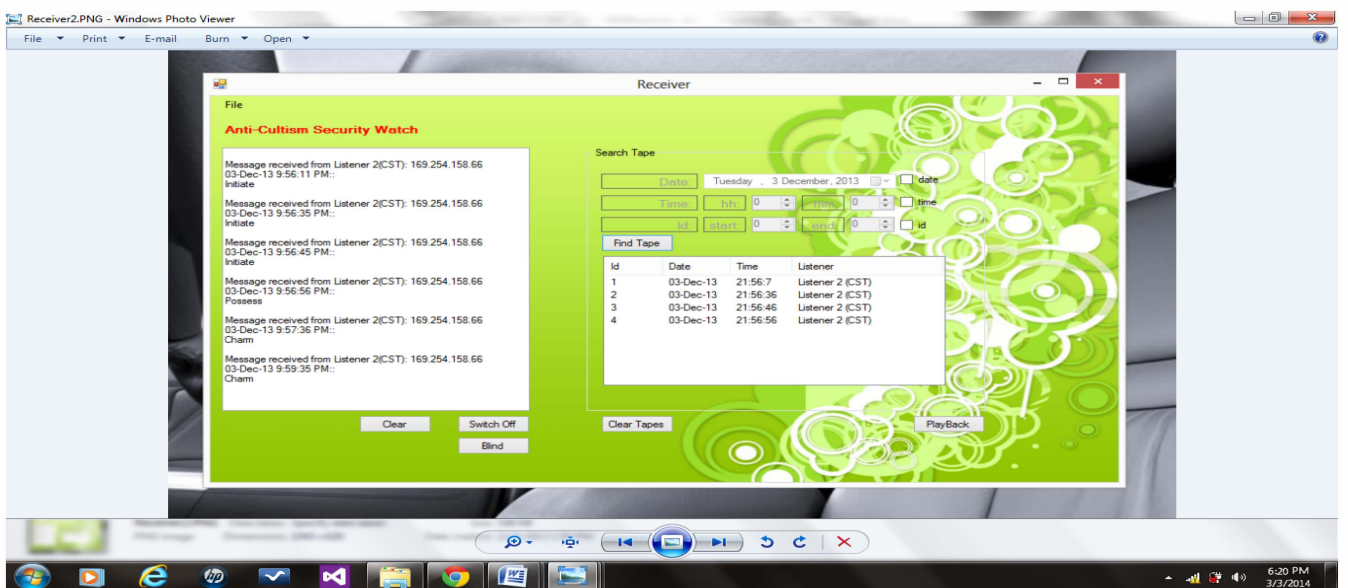 Receiver2.PNG - Windows Photo Viewer
File Print E-mail Burn Open
Receiver
File
Anti-Cultism Security Watch
Message received from Listener 2(CST): 169.254.158.66
03-Dec-13 9:56:11 PM::
Initiate
Message received from Listener 2(CST): 169.254.158.66
03-Dec-13 9:56:35 PM::
Initiate
Message received from Listener 2(CST): 169.254.158.66
03-Dec-13 9:56:45 PM::
Initiate
Message received from Listener 2(CST): 169.254.158.66
03-Dec-13 9:56:56 PM::
Possess
Message received from Listener 2(CST): 169.254.158.66
03-Dec-13 9:57:36 PM::
Charm
Message received from Listener 2(CST): 169.254.158.66
03-Dec-13 9:59:35 PM::
Charm
Clear Switch Off
Blind
Search Tape
Date: Tuesday , 3 December, 2013 date
Time: hh: 0 mm: 0 time
Id: start: 0 end: 0 id
Find Tape
Id Date Time Listener
1 03-Dec-13 21:56:7 Listener 2 (CST)
2 03-Dec-13 21:56:36 Listener 2 (CST)
3 03-Dec-13 21:56:46 Listener 2 (CST)
4 03-Dec-13 21:56:56 Listener 2 (CST)
Clear Tapes PlayBack
6:20 PM
3/3/2014